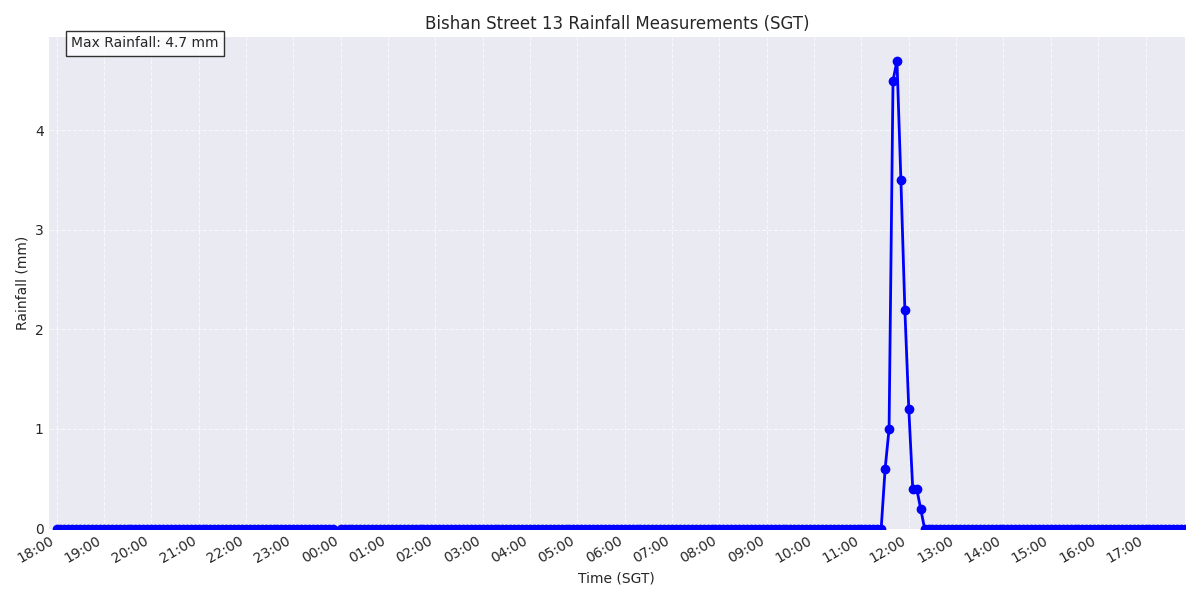 Bishan Street 13 Rainfall Measurements (SGT)
Max Rainfall: 4.7 mm
Rainfall (mm)
4
3
2
1
0
18:00 19:00 20:00 21:00 22:00 23:00 00:00 01:00 02:00 03:00 04:00 05:00 06:00 07:00 08:00 09:00 10:00 11:00 12:00 13:00 14:00 15:00 16:00 17:00
Time (SGT)